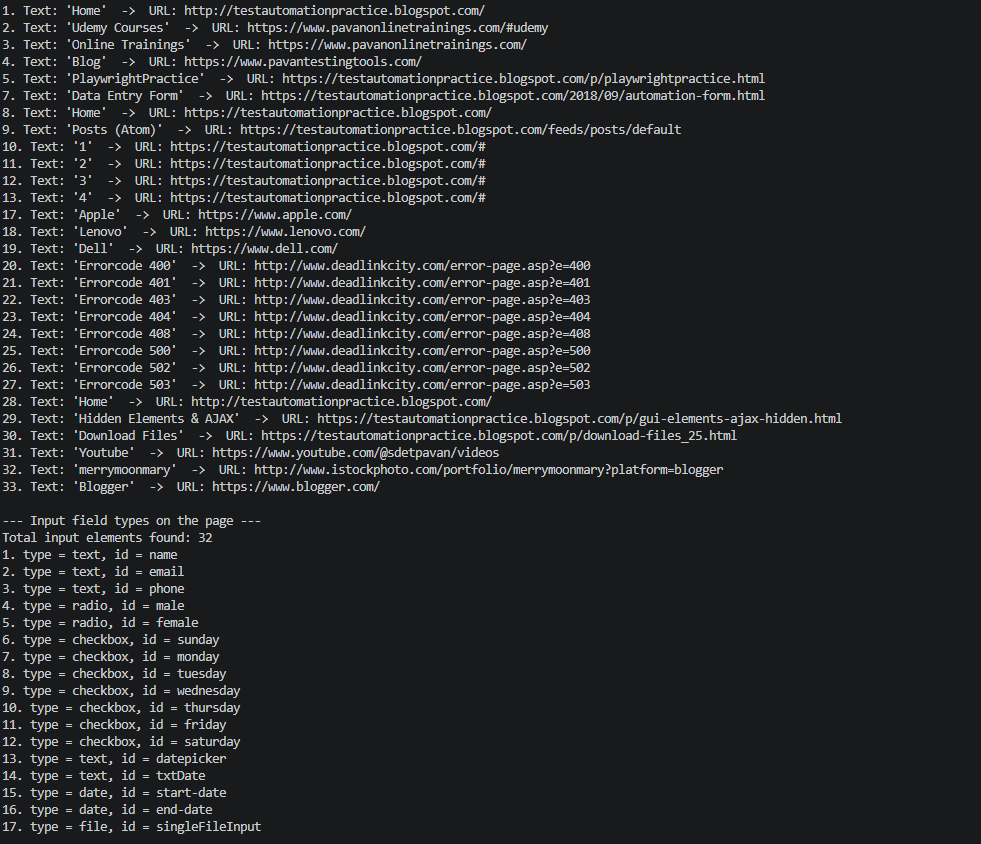 1. Text: 'Home'  ->  URL: http://testautomationpractice.blogspot.com/
2. Text: 'Udemy Courses'  ->  URL: https://www.pavanonlinetrainings.com/#udemy
3. Text: 'Online Trainings'  ->  URL: https://www.pavanonlinetrainings.com/
4. Text: 'Blog'  ->  URL: https://www.pavantestingtools.com/
5. Text: 'PlaywrightPractice'  ->  URL: https://testautomationpractice.blogspot.com/p/playwrightpractice.html
7. Text: 'Data Entry Form'  ->  URL: https://testautomationpractice.blogspot.com/2018/09/automation-form.html
8. Text: 'Home'  ->  URL: https://testautomationpractice.blogspot.com/
9. Text: 'Posts (Atom)'  ->  URL: https://testautomationpractice.blogspot.com/feeds/posts/default
10. Text: '1'  ->  URL: https://testautomationpractice.blogspot.com/#
11. Text: '2'  ->  URL: https://testautomationpractice.blogspot.com/#
12. Text: '3'  ->  URL: https://testautomationpractice.blogspot.com/#
13. Text: '4'  ->  URL: https://testautomationpractice.blogspot.com/#
17. Text: 'Apple'  ->  URL: https://www.apple.com/
18. Text: 'Lenovo'  ->  URL: https://www.lenovo.com/
19. Text: 'Dell'  ->  URL: https://www.dell.com/
20. Text: 'Errorcode 400'  ->  URL: http://www.deadlinkcity.com/error-page.asp?e=400
21. Text: 'Errorcode 401'  ->  URL: http://www.deadlinkcity.com/error-page.asp?e=401
22. Text: 'Errorcode 403'  ->  URL: http://www.deadlinkcity.com/error-page.asp?e=403
23. Text: 'Errorcode 404'  ->  URL: http://www.deadlinkcity.com/error-page.asp?e=404
24. Text: 'Errorcode 408'  ->  URL: http://www.deadlinkcity.com/error-page.asp?e=408
25. Text: 'Errorcode 500'  ->  URL: http://www.deadlinkcity.com/error-page.asp?e=500
26. Text: 'Errorcode 502'  ->  URL: http://www.deadlinkcity.com/error-page.asp?e=502
27. Text: 'Errorcode 503'  ->  URL: http://www.deadlinkcity.com/error-page.asp?e=503
28. Text: 'Home'  ->  URL: http://testautomationpractice.blogspot.com/
29. Text: 'Hidden Elements & AJAX'  ->  URL: https://testautomationpractice.blogspot.com/p/gui-elements-ajax-hidden.html
30. Text: 'Download Files'  ->  URL: https://testautomationpractice.blogspot.com/p/download-files_25.html
31. Text: 'Youtube'  ->  URL: https://www.youtube.com/@sdetpavan/videos
32. Text: 'merrymoonmary'  ->  URL: http://www.istockphoto.com/portfolio/merrymoonmary?platform=blogger
33. Text: 'Blogger'  ->  URL: https://www.blogger.com/

--- Input field types on the page ---
Total input elements found: 32
1. type = text, id = name
2. type = text, id = email
3. type = text, id = phone
4. type = radio, id = male
5. type = radio, id = female
6. type = checkbox, id = sunday
7. type = checkbox, id = monday
8. type = checkbox, id = tuesday
9. type = checkbox, id = wednesday
10. type = checkbox, id = thursday
11. type = checkbox, id = friday
12. type = checkbox, id = saturday
13. type = text, id = datepicker
14. type = text, id = txtDate
15. type = date, id = start-date
16. type = date, id = end-date
17. type = file, id = singleFileInput